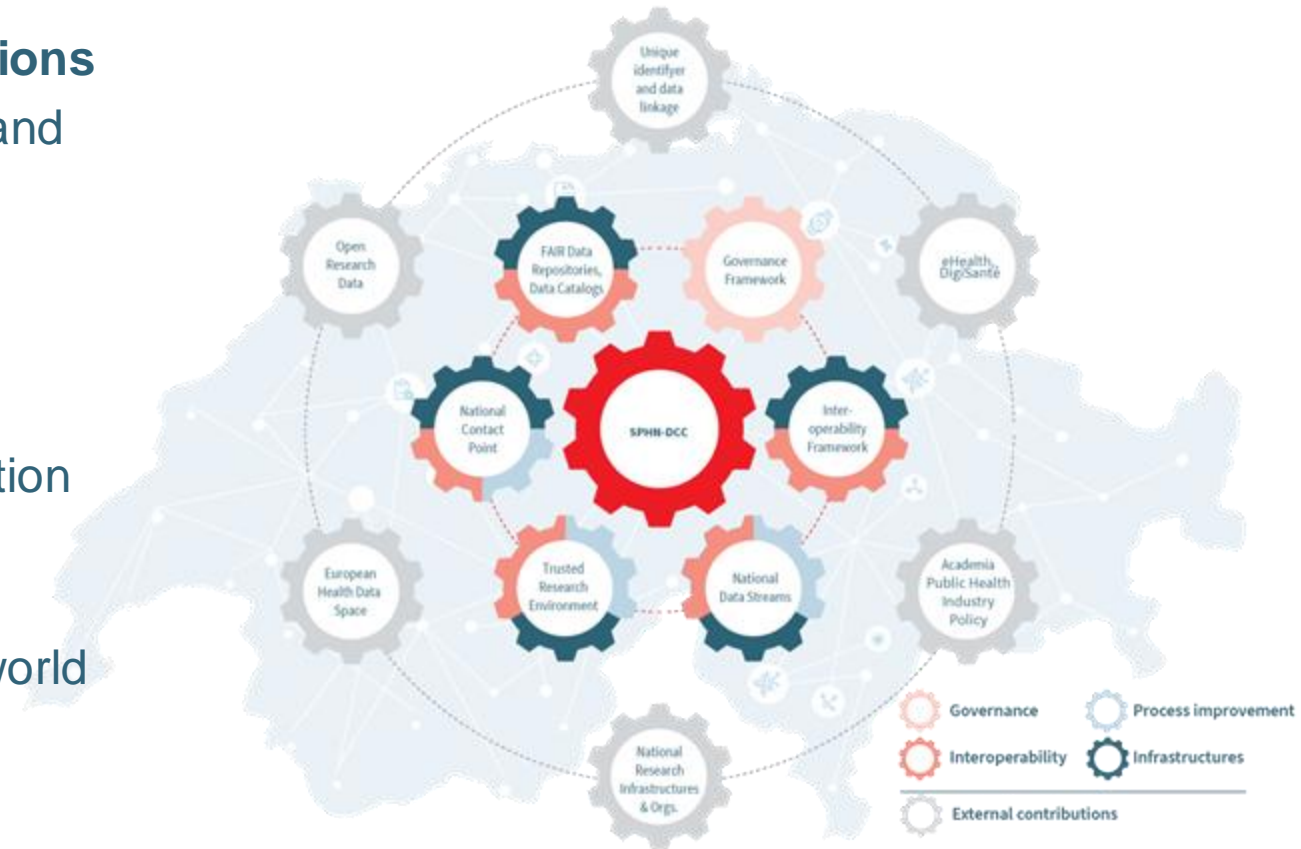 ions
and
tion
world
Unique
identifyer
and data
linkage
Open
Research
Data
FAIR Data
Repositories,
Data Catalogs
Governance
Framework
eHealth,
DigiSanté
National
Contact
Point
SPHN-DCC
Inter-
operability
Framework
European
Health Data
Space
Trusted
Research
Environment
National
Data Streams
Academia
Public Health
Industry
Policy
National
Research
Infrastructures
& Orgs.
Governance
Process improvement
Interoperability
Infrastructures
External contributions